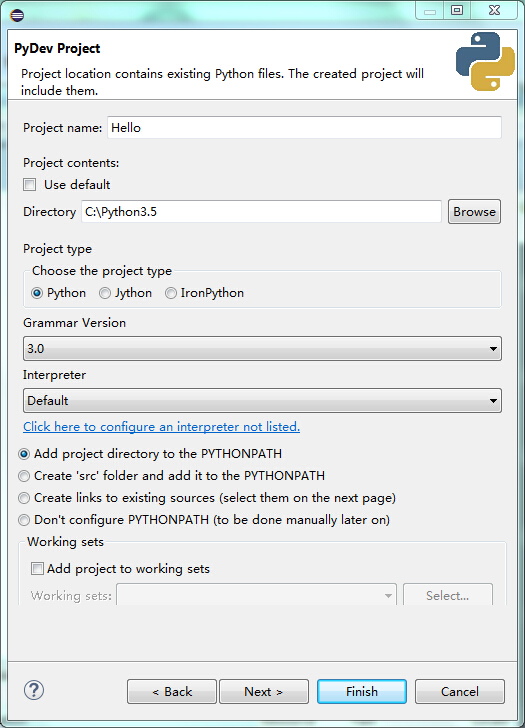 PyDev Project
Project location contains existing Python files. The created project will
include them.
Project name: Hello
Project contents:
Use default
Directory C:\Python3.5 Browse
Project type
Choose the project type
Python Jython IronPython
Grammar Version
3.0
Interpreter
Default
Click here to configure an interpreter not listed.
Add project directory to the PYTHONPATH
Create 'src' folder and add it to the PYTHONPATH
Create links to existing sources (select them on the next page)
Don't configure PYTHONPATH (to be done manually later on)
Working sets
Add project to working sets
Working sets: Select...
? < Back Next > Finish Cancel